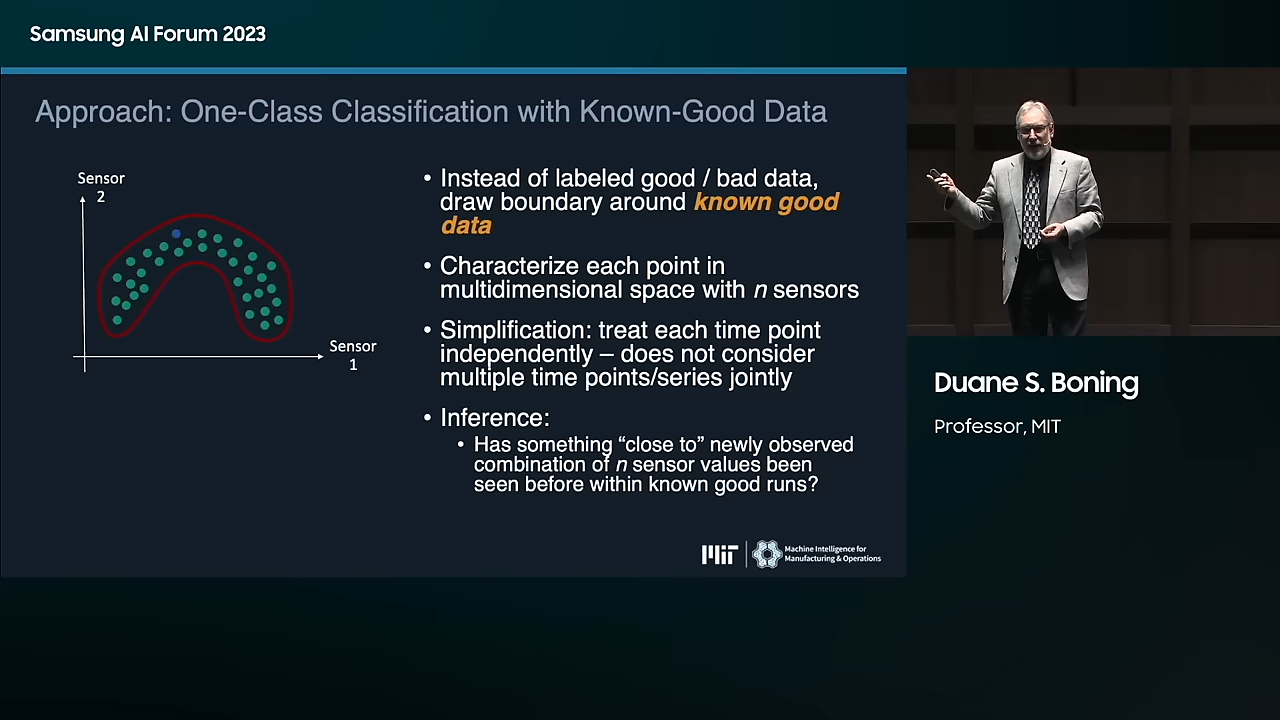 Samsung AI Forum 2023
Approach: One-Class Classification with Known-Good Data
Sensor
2
Sensor
1
• Instead of labeled good / bad data,
draw boundary around known good
data
• Characterize each point in
multidimensional space with n sensors
• Simplification: treat each time point
independently – does not consider
multiple time points/series jointly
• Inference:
• Has something “close to” newly observed
combination of n sensor values been
seen before within known good runs?
MIT
Machine Intelligence for
Manufacturing & Operations
Duane S. Boning
Professor, MIT